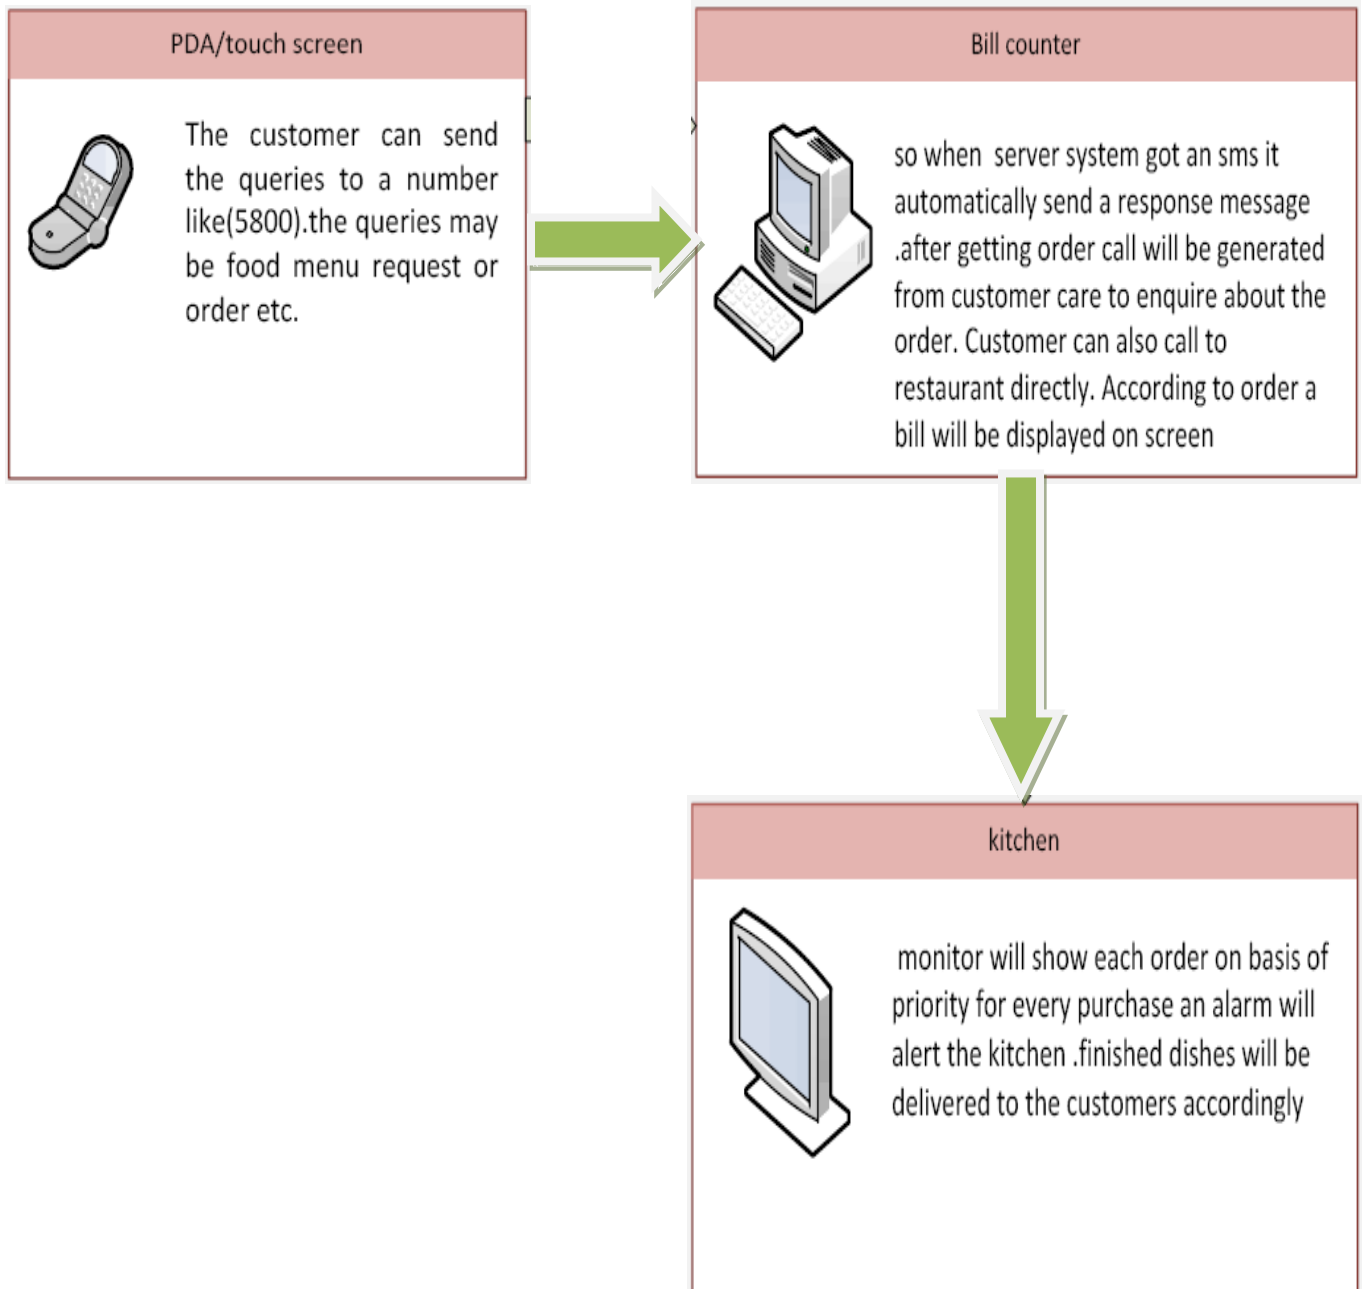 PDA/touch screen
The customer can send
the queries to a number
like(5800).the queries may
be food menu request or
order etc.
Bill counter
so when server system got an sms it
automatically send a response message
.after getting order call will be generated
from customer care to enquire about the
order. Customer can also call to
restaurant directly. According to order a
bill will be displayed on screen
kitchen
monitor will show each order on basis of
priority for every purchase an alarm will
alert the kitchen .finished dishes will be
delivered to the customers accordingly